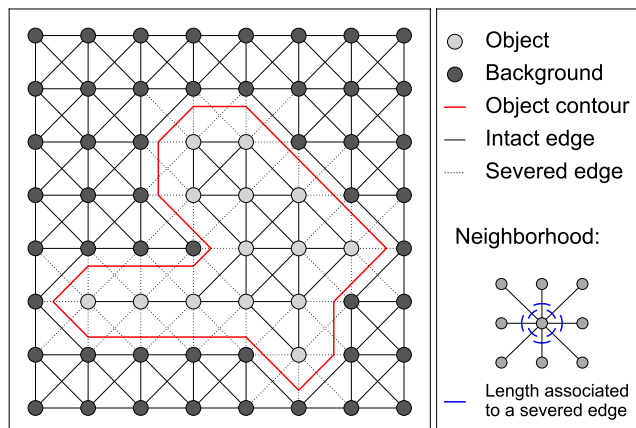 Object
Background
Object contour
Intact edge
Severed edge
Neighborhood:
Length associated
to a severed edge